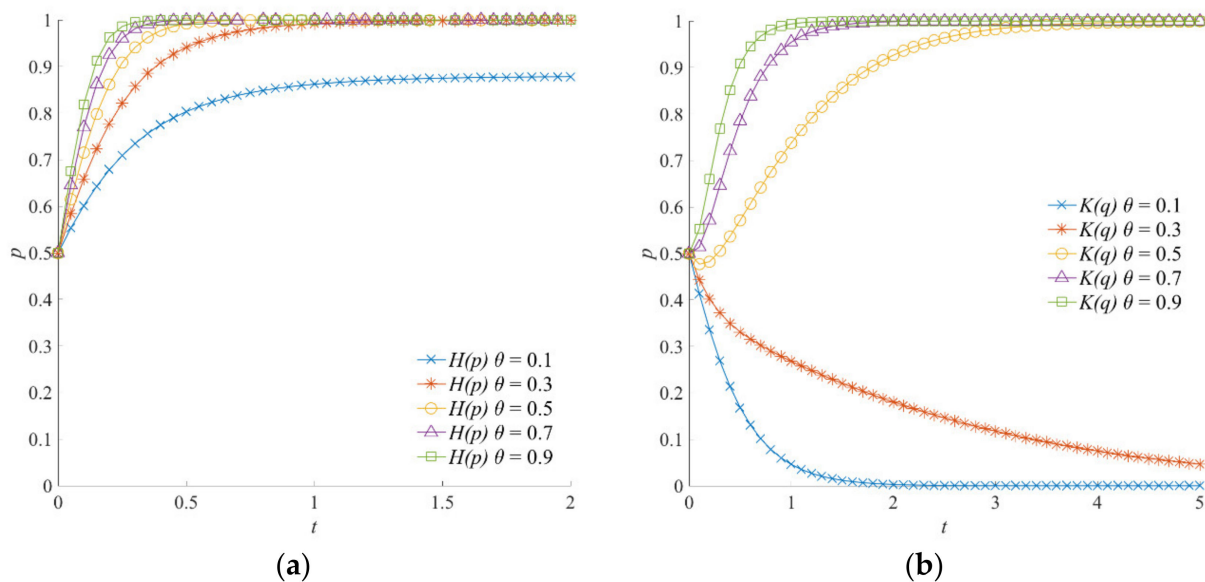 1
0.9
0.8
0.7
0.6
p 0.5
0.4
0.3
0.2
0.1
0
0 0.5 1 1.5 2
t
H(p) θ = 0.1
H(p) θ = 0.3
H(p) θ = 0.5
H(p) θ = 0.7
H(p) θ = 0.9
(a)
1
0.9
0.8
0.7
0.6
p 0.5
0.4
0.3
0.2
0.1
0
0 1 2 3 4 5
t
K(q) θ = 0.1
K(q) θ = 0.3
K(q) θ = 0.5
K(q) θ = 0.7
K(q) θ = 0.9
(b)